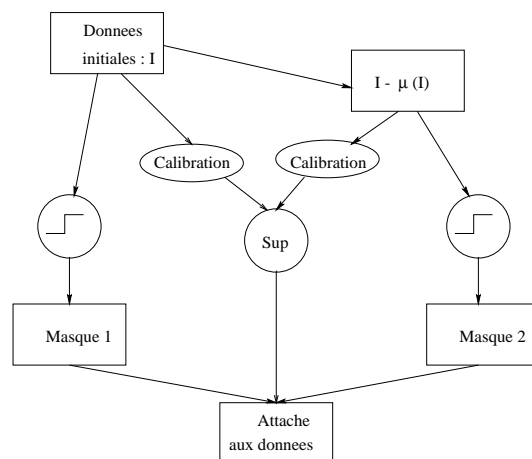 Donnees
initiales : I
I - μ (I)
Calibration
Calibration
Sup
Masque 1
Masque 2
Attache
aux donnees